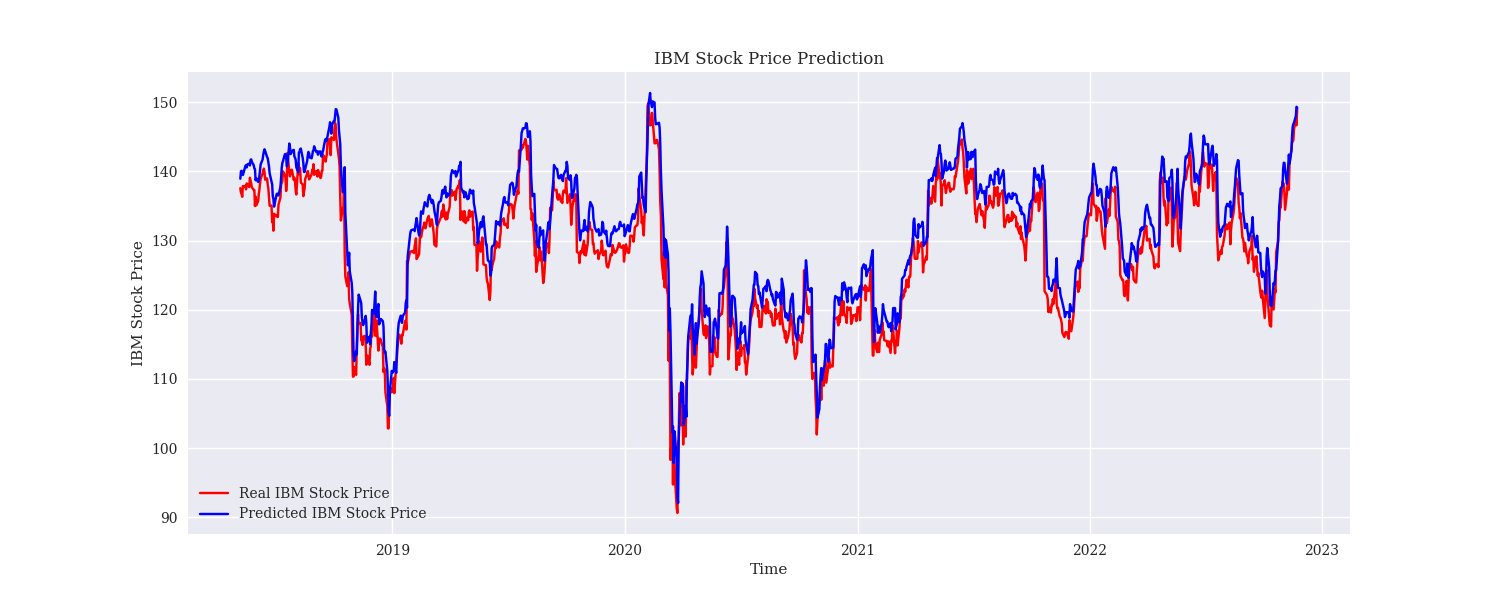 IBM Stock Price Prediction
IBM Stock Price
150
140
130
120
110
100
90
Real IBM Stock Price
Predicted IBM Stock Price
2019
2020
2021
2022
2023
Time